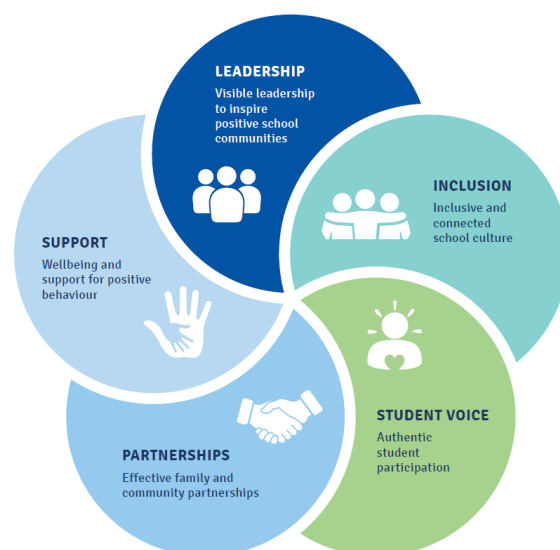 LEADERSHIP
Visible leadership
to inspire
positive school
communities
INCLUSION
Inclusive and
connected
school culture
STUDENT VOICE
Authentic
student
participation
PARTNERSHIPS
Effective family and
community partnerships
SUPPORT
Wellbeing and
support for positive
behaviour